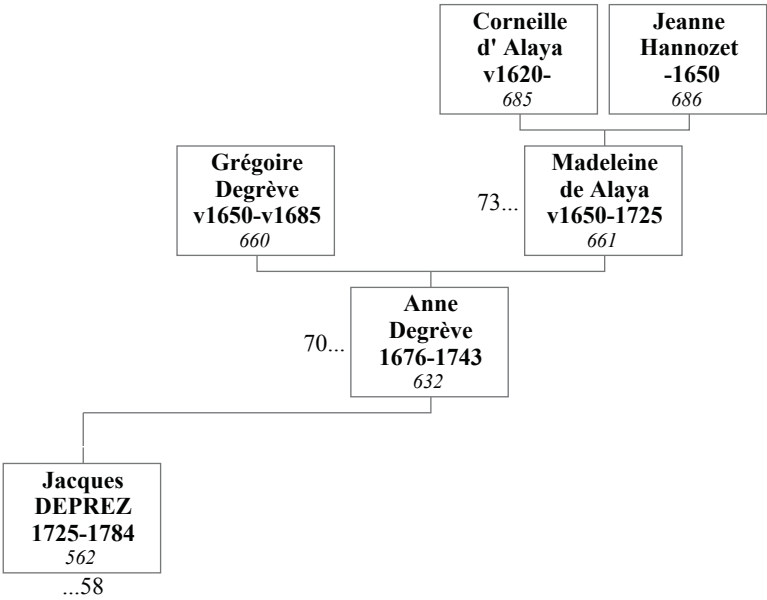 Corneille
d' Alaya
v1620-
685
Jeanne
Hannozet
-1650
686
Grégoire
Degrève
v1650-v1685
660
73...
Madeleine
de Alaya
v1650-1725
661
70...
Anne
Degrève
1676-1743
632
Jacques
DEPREZ
1725-1784
562
...58